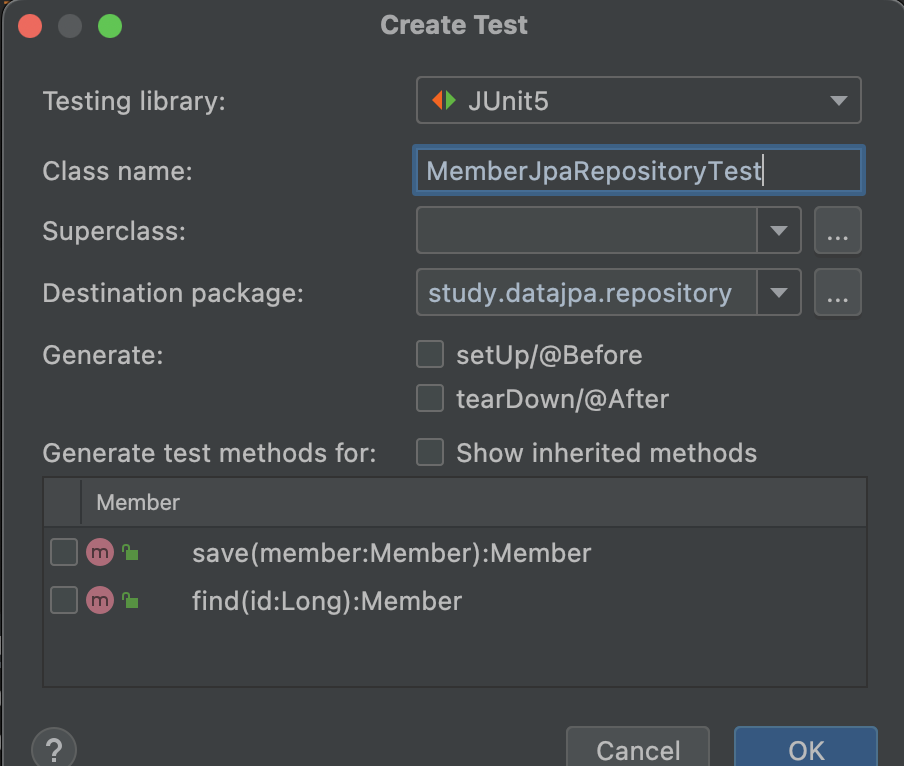 Create Test
Testing library: JUnit5
Class name: MemberJpaRepositoryTest
Superclass: ...
Destination package: study.datajpa.repository ...
Generate: setUp/@Before
tearDown/@After
Generate test methods for: Show inherited methods
Member
m save(member:Member):Member
m find(id:Long):Member
? Cancel OK